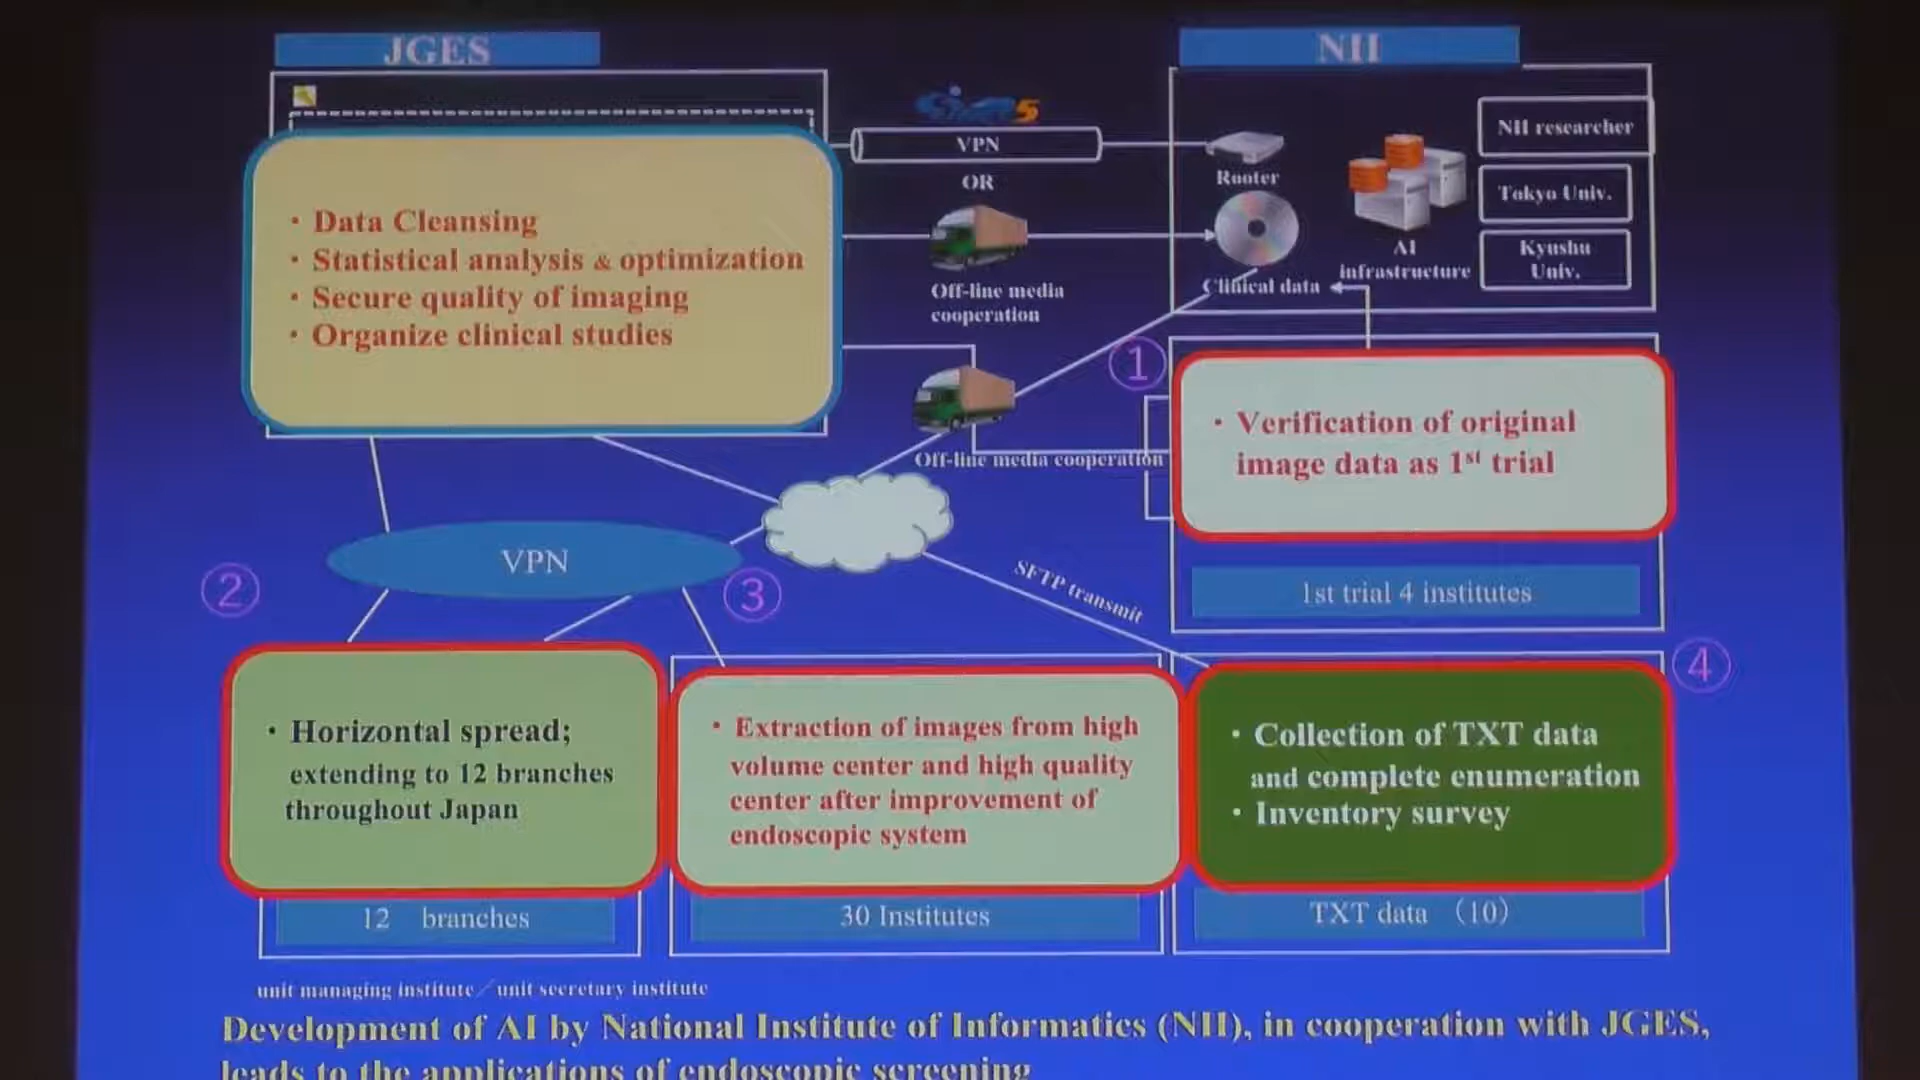 JGES
NII
VPN
OR
Rooter
NII researcher
Tokyo Univ.
Kyushu
Univ.
AI
infrastructure
Clinical data
Off-line media
cooperation
• Data Cleansing
• Statistical analysis & optimization
• Secure quality of imaging
• Organize clinical studies
①
• Verification of original
image data as 1st trial
Off-line media cooperation
1st trial 4 institutes
VPN
②
③
SFTP transmit
④
• Horizontal spread;
extending to 12 branches
throughout Japan
• Extraction of images from high
volume center and high quality
center after improvement of
endoscopic system
• Collection of TXT data
and complete enumeration
• Inventory survey
12 branches
30 Institutes
TXT data （10）
unit managing institute／unit secretary institute
Development of AI by National Institute of Informatics (NII), in cooperation with JGES,
leads to the applications of endoscopic screening